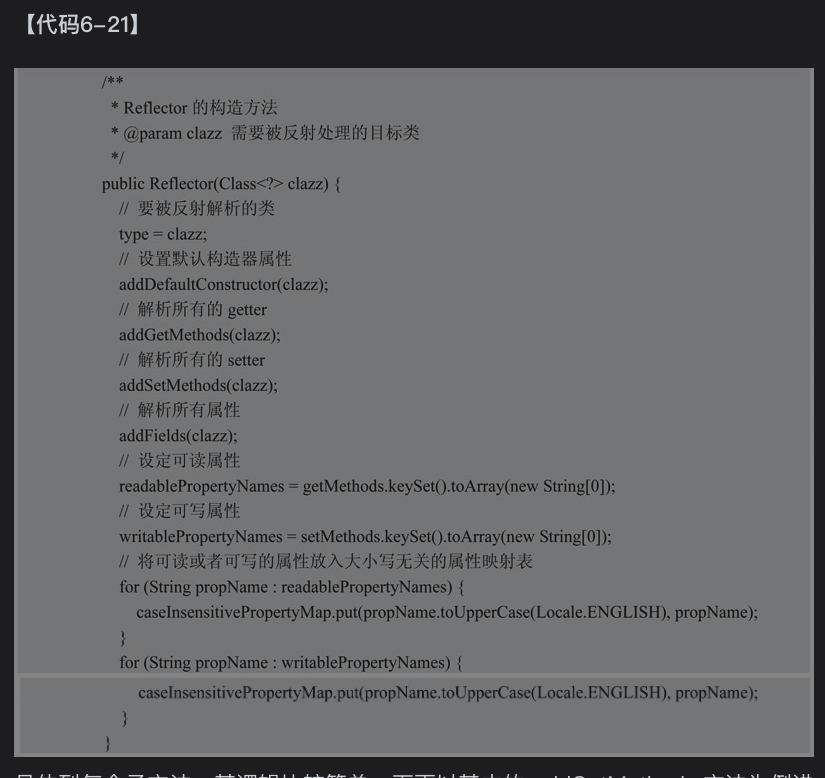 【代码6-21】
/**
* Reflector 的构造方法
* @param clazz 需要被反射处理的目标类
*/
public Reflector(Class<?> clazz) {
// 要被反射解析的类
type = clazz;
// 设置默认构造器属性
addDefaultConstructor(clazz);
// 解析所有的 getter
addGetMethods(clazz);
// 解析所有的 setter
addSetMethods(clazz);
// 解析所有属性
addFields(clazz);
// 设定可读属性
readablePropertyNames = getMethods.keySet().toArray(new String[0]);
// 设定可写属性
writablePropertyNames = setMethods.keySet().toArray(new String[0]);
// 将可读或者可写的属性放入大小写无关的属性映射表
for (String propName : readablePropertyNames) {
caseInsensitivePropertyMap.put(propName.toUpperCase(Locale.ENGLISH), propName);
}
for (String propName : writablePropertyNames) {
caseInsensitivePropertyMap.put(propName.toUpperCase(Locale.ENGLISH), propName);
}
}